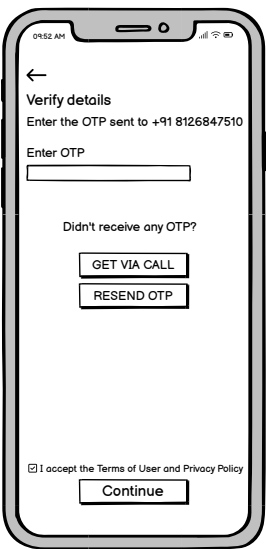 09:52 AM
Verify details
Enter the OTP sent to +91 8126847510
Enter OTP
Didn't receive any OTP?
GET VIA CALL
RESEND OTP
I accept the Terms of User and Privacy Policy
Continue